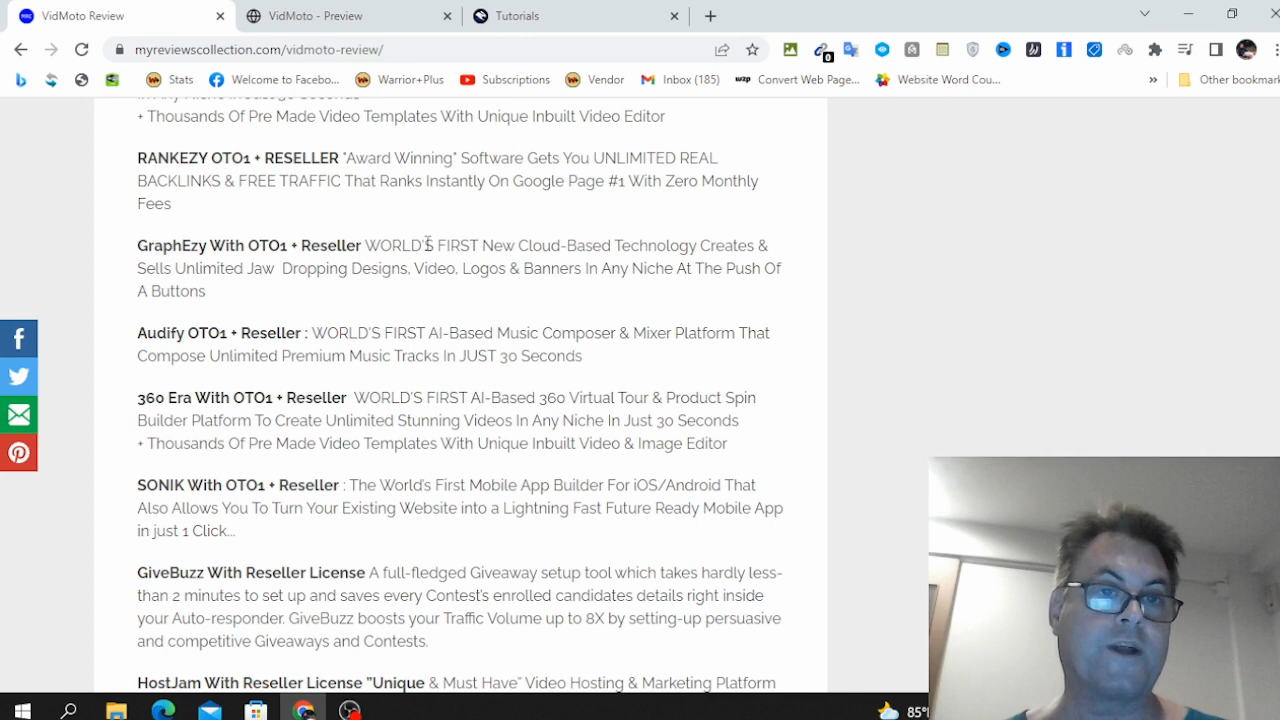 VidMoto Review
VidMoto - Preview
Tutorials
myreviewscollection.com/vidmoto-review/
0
Stats
Welcome to Facebo...
Warrior+Plus
Subscriptions
Vendor
Inbox (185)
Convert Web Page...
Website Word Cou...
»
Other bookmar
+ Thousands Of Pre Made Video Templates With Unique Inbuilt Video Editor
RANKEZY OTO1 + RESELLER "Award Winning" Software Gets You UNLIMITED REAL
BACKLINKS & FREE TRAFFIC That Ranks Instantly On Google Page #1 With Zero Monthly
Fees
GraphEzy With OTO1 + Reseller WORLD'S FIRST New Cloud-Based Technology Creates &
Sells Unlimited Jaw Dropping Designs, Video, Logos & Banners In Any Niche At The Push Of
A Buttons
Audify OTO1 + Reseller : WORLD'S FIRST AI-Based Music Composer & Mixer Platform That
Compose Unlimited Premium Music Tracks In JUST 30 Seconds
360 Era With OTO1 + Reseller WORLD'S FIRST AI-Based 360 Virtual Tour & Product Spin
Builder Platform To Create Unlimited Stunning Videos In Any Niche In Just 30 Seconds
+ Thousands Of Pre Made Video Templates With Unique Inbuilt Video & Image Editor
SONIK With OTO1 + Reseller : The World's First Mobile App Builder For iOS/Android That
Also Allows You To Turn Your Existing Website into a Lightning Fast Future Ready Mobile App
in just 1 Click...
GiveBuzz With Reseller License A full-fledged Giveaway setup tool which takes hardly less-
than 2 minutes to set up and saves every Contest's enrolled candidates details right inside
your Auto-responder. GiveBuzz boosts your Traffic Volume up to 8X by setting-up persuasive
and competitive Giveaways and Contests.
HostJam With Reseller License "Unique & Must Have" Video Hosting & Marketing Platform
85°